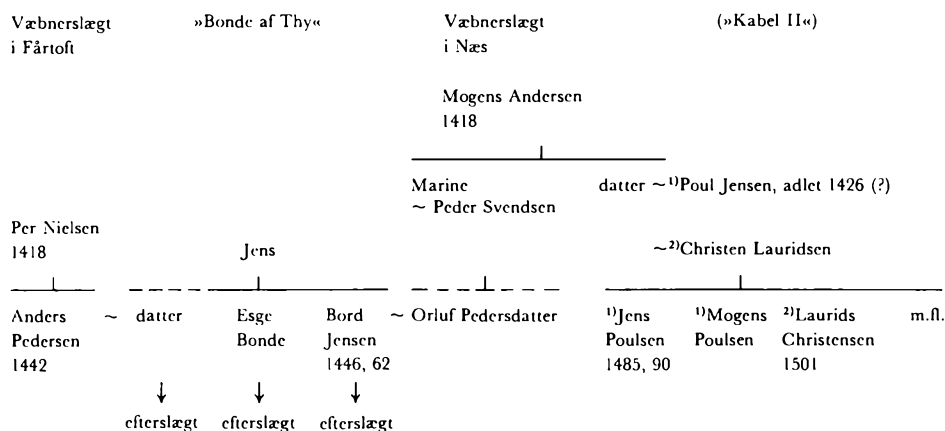 Væbnerslægt »Bonde af Thy« Væbnerslægt (»Kabel II«)
i Fårtoft i Næs
Mogens Andersen
1418
Marine datter ~ ¹⁾Poul Jensen, adlet 1426 (?)
~ Peder Svendsen
Per Nielsen
1418 Jens ~²⁾Christen Lauridsen
Anders ~ datter Esge Bord ~ Orluf Pedersdatter ¹⁾Jens ¹⁾Mogens ²⁾Laurids m.fl.
Pedersen Bonde Jensen Poulsen Poulsen Christensen
1442 1446, 62 1485, 90 1501
efterslægt efterslægt efterslægt